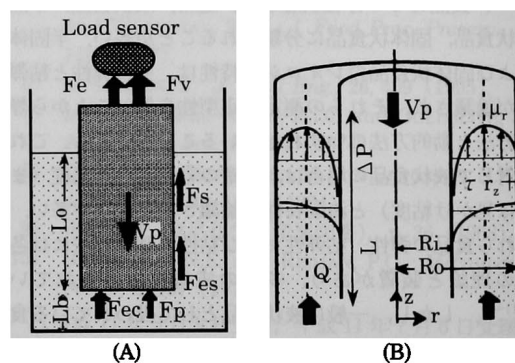 Load sensor
Fe
Fv
Lo
Vp
Fs
Fes
Lb
Fec
Fp
(A)
Vp
ΔP
μr
τ rz+
L
Ri
Ro
Q
z
r
(B)